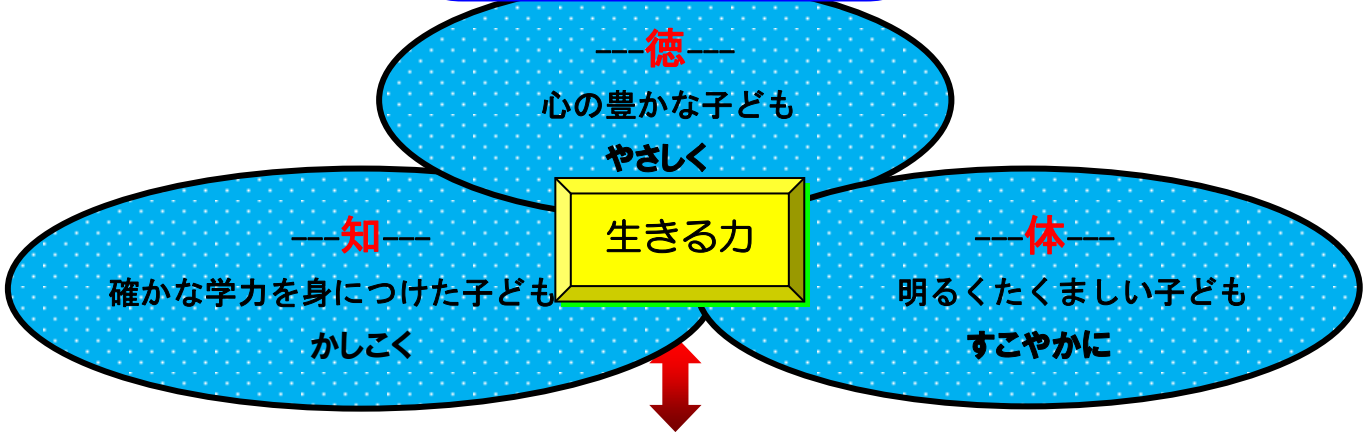 ---徳---
心の豊かな子ども
やさしく
生きる力
---知---
確かな学力を身につけた子ども
かしこく
---体---
明るくたくましい子ども
すこやかに